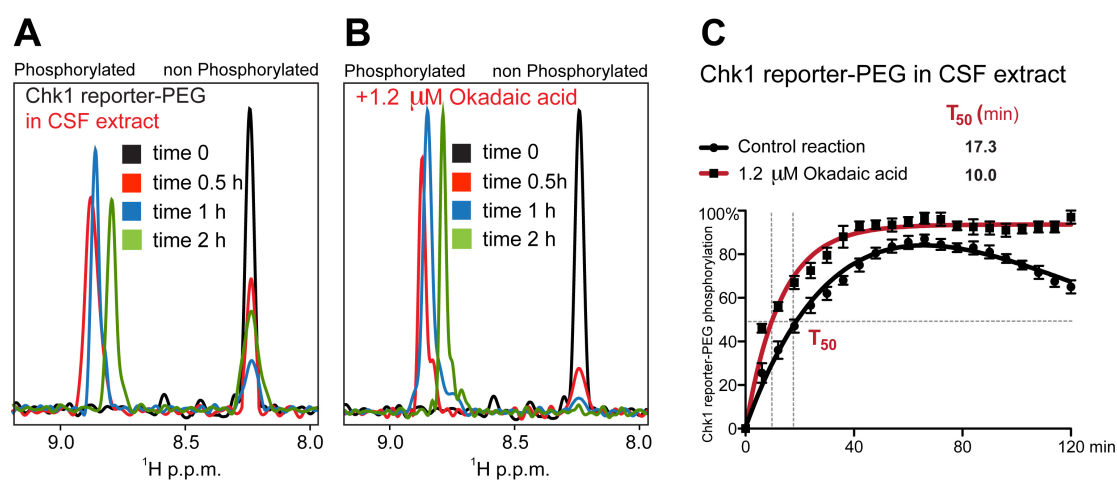 A
Phosphorylated non Phosphorylated
Chk1 reporter-PEG
in CSF extract
time 0
time 0.5 h
time 1 h
time 2 h
9.0 8.5 8.0
¹H p.p.m.
B
Phosphorylated non Phosphorylated
+1.2 µM Okadaic acid
time 0
time 0.5h
time 1 h
time 2 h
9.0 8.5 8.0
¹H p.p.m.
C
Chk1 reporter-PEG in CSF extract
T50 (min)
Control reaction 17.3
1.2 µM Okadaic acid 10.0
Chk1 reporter-PEG phosphorylation
100%
80
60
40
20
0
T50
0 40 80 120 min